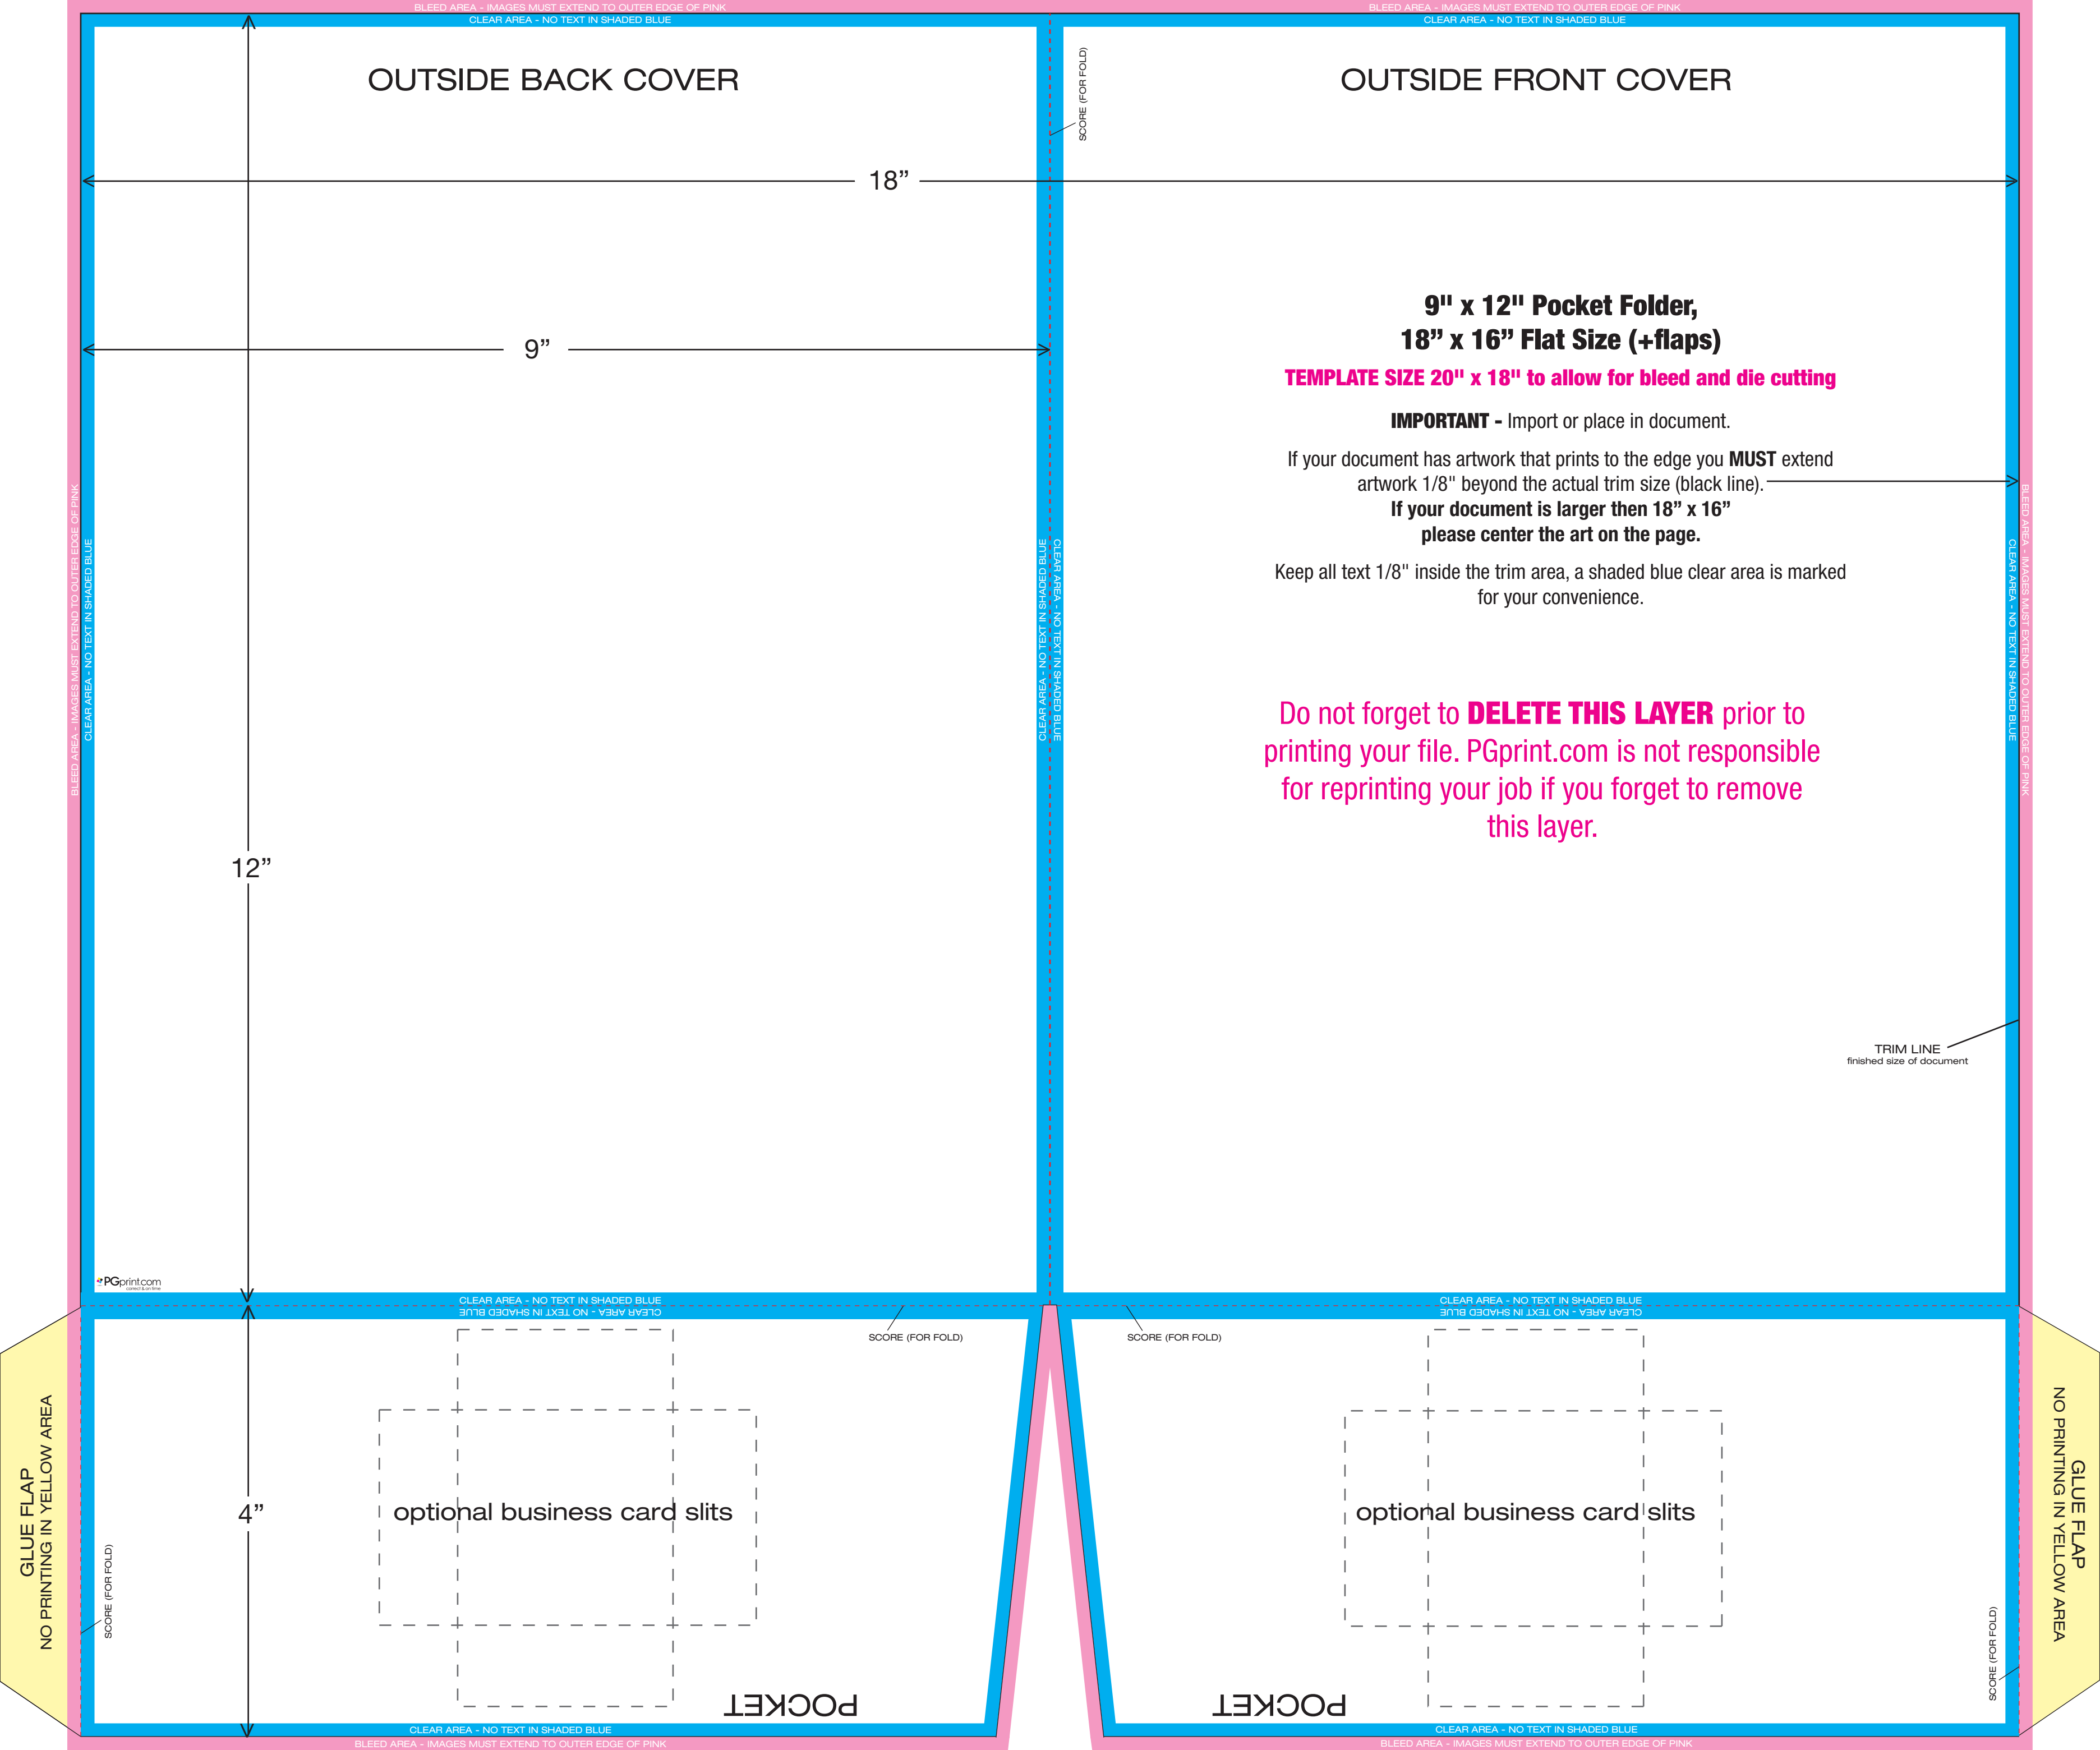 BLEED AREA - IMAGES MUST EXTEND TO OUTER EDGE OF PINK
BLEED AREA - IMAGES MUST EXTEND TO OUTER EDGE OF PINK
CLEAR AREA - NO TEXT IN SHADED BLUE
CLEAR AREA - NO TEXT IN SHADED BLUE
OUTSIDE BACK COVER
SCORE (FOR FOLD)
OUTSIDE FRONT COVER
18”
9”
9" x 12" Pocket Folder,
18” x 16” Flat Size (+flaps)
TEMPLATE SIZE 20" x 18" to allow for bleed and die cutting
IMPORTANT - Import or place in document.
If your document has artwork that prints to the edge you MUST extend
artwork 1/8" beyond the actual trim size (black line).
If your document is larger then 18” x 16”
please center the art on the page.
Keep all text 1/8" inside the trim area, a shaded blue clear area is marked
for your convenience.
BLEED AREA - IMAGES MUST EXTEND TO OUTER EDGE OF PINK
CLEAR AREA - NO TEXT IN SHADED BLUE
CLEAR AREA - NO TEXT IN SHADED BLUE
CLEAR AREA - NO TEXT IN SHADED BLUE
CLEAR AREA - NO TEXT IN SHADED BLUE
BLEED AREA - IMAGES MUST EXTEND TO OUTER EDGE OF PINK
Do not forget to DELETE THIS LAYER prior to
printing your file. PGprint.com is not responsible
for reprinting your job if you forget to remove
this layer.
12”
TRIM LINE
finished size of document
PGprint.com
correct & on time
CLEAR AREA - NO TEXT IN SHADED BLUE
CLEAR AREA - NO TEXT IN SHADED BLUE
CLEAR AREA - NO TEXT IN SHADED BLUE
CLEAR AREA - NO TEXT IN SHADED BLUE
SCORE (FOR FOLD)
SCORE (FOR FOLD)
GLUE FLAP
NO PRINTING IN YELLOW AREA
SCORE (FOR FOLD)
4”
optional business card slits
optional business card slits
GLUE FLAP
NO PRINTING IN YELLOW AREA
SCORE (FOR FOLD)
POCKET
POCKET
CLEAR AREA - NO TEXT IN SHADED BLUE
CLEAR AREA - NO TEXT IN SHADED BLUE
BLEED AREA - IMAGES MUST EXTEND TO OUTER EDGE OF PINK
BLEED AREA - IMAGES MUST EXTEND TO OUTER EDGE OF PINK